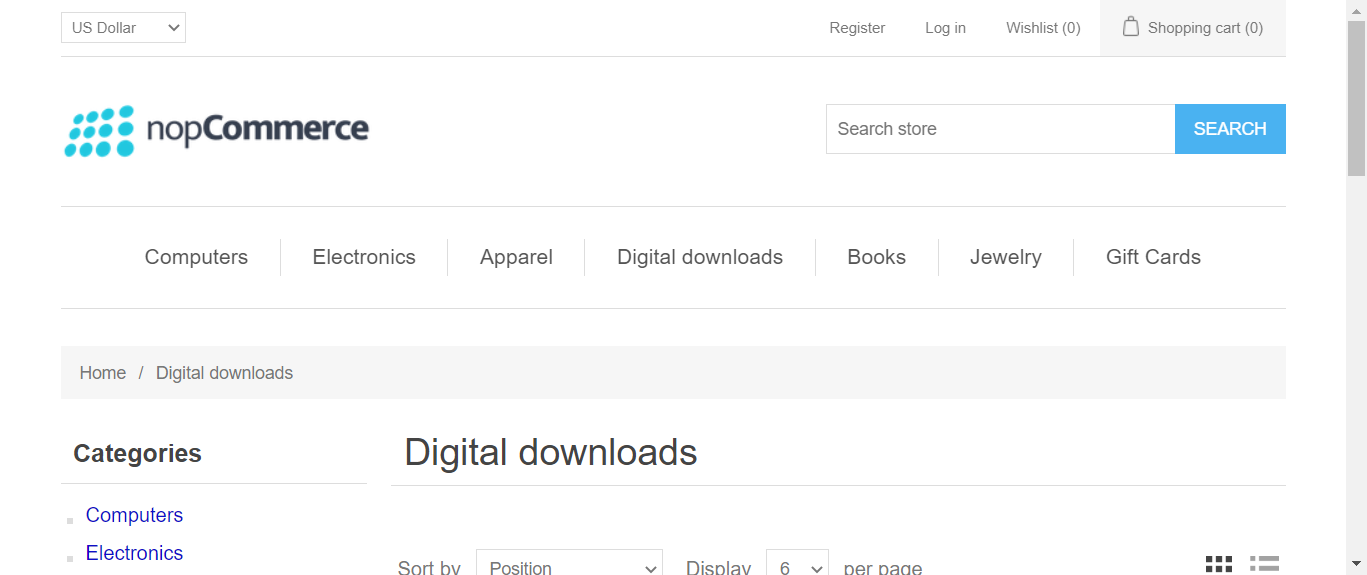 US Dollar
Register
Log in
Wishlist (0)
Shopping cart (0)
nopCommerce
Search store
SEARCH
Computers
Electronics
Apparel
Digital downloads
Books
Jewelry
Gift Cards
Home / Digital downloads
Categories
Computers
Electronics
Digital downloads
Sort by Position Display 6 per page